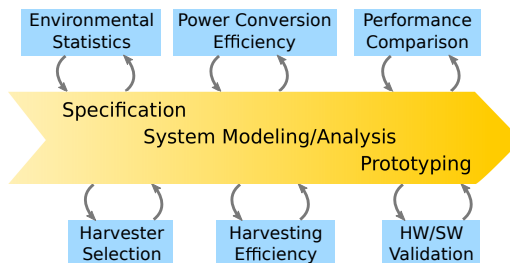 Environmental
Statistics
Power Conversion
Efficiency
Performance
Comparison
Specification
System Modeling/Analysis
Prototyping
Harvester
Selection
Harvesting
Efficiency
HW/SW
Validation